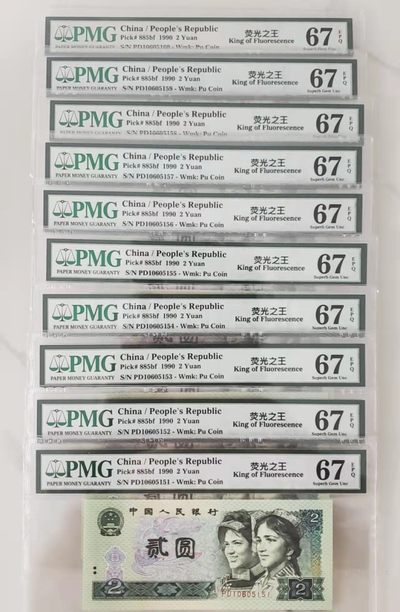 PMG China / People's Republic 荧光之王 67 EPQ
Pick# 885bf 1990 2 Yuan King of Fluorescence
PAPER MONEY GUARANTY S/N PD10605160 - Wmk: Pu Coin Superb Gem Unc
PMG China / People's Republic 荧光之王 67 EPQ
Pick# 885bf 1990 2 Yuan King of Fluorescence
PAPER MONEY GUARANTY S/N PD10605159 - Wmk: Pu Coin Superb Gem Unc
PMG China / People's Republic 荧光之王 67 EPQ
Pick# 885bf 1990 2 Yuan King of Fluorescence
PAPER MONEY GUARANTY S/N PD10605158 - Wmk: Pu Coin Superb Gem Unc
PMG China / People's Republic 荧光之王 67 EPQ
Pick# 885bf 1990 2 Yuan King of Fluorescence
PAPER MONEY GUARANTY S/N PD10605157 - Wmk: Pu Coin Superb Gem Unc
PMG China / People's Republic 荧光之王 67 EPQ
Pick# 885bf 1990 2 Yuan King of Fluorescence
PAPER MONEY GUARANTY S/N PD10605156 - Wmk: Pu Coin Superb Gem Unc
PMG China / People's Republic 荧光之王 67 EPQ
Pick# 885bf 1990 2 Yuan King of Fluorescence
PAPER MONEY GUARANTY S/N PD10605155 - Wmk: Pu Coin Superb Gem Unc
PMG China / People's Republic 荧光之王 67 EPQ
Pick# 885bf 1990 2 Yuan King of Fluorescence
PAPER MONEY GUARANTY S/N PD10605154 - Wmk: Pu Coin Superb Gem Unc
PMG China / People's Republic 荧光之王 67 EPQ
Pick# 885bf 1990 2 Yuan King of Fluorescence
PAPER MONEY GUARANTY S/N PD10605153 - Wmk: Pu Coin Superb Gem Unc
PMG China / People's Republic 荧光之王 67 EPQ
Pick# 885bf 1990 2 Yuan King of Fluorescence
PAPER MONEY GUARANTY S/N PD10605152 - Wmk: Pu Coin Superb Gem Unc
PMG China / People's Republic 荧光之王 67 EPQ
Pick# 885bf 1990 2 Yuan King of Fluorescence
PAPER MONEY GUARANTY S/N PD10605151 - Wmk: Pu Coin Superb Gem Unc
中国人民银行
2
贰圆
PD10605151
2
2